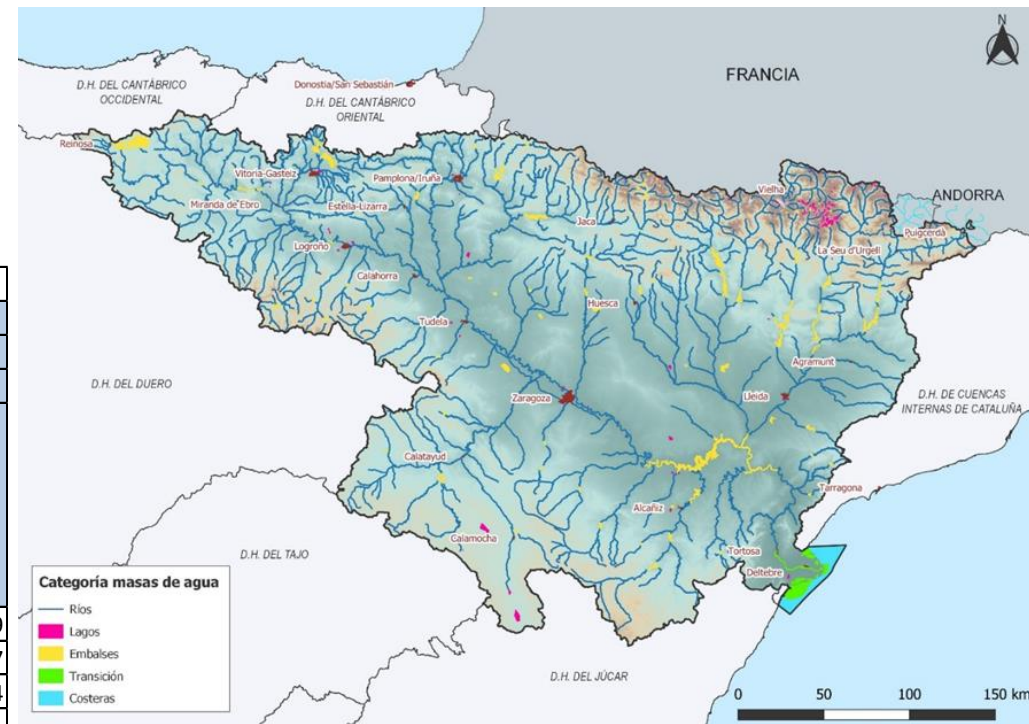 N
FRANCIA
Donostia/San Sebastián
D.H. DEL CANTÁBRICO
OCCIDENTAL
D.H. DEL CANTÁBRICO
ORIENTAL
Reinosa
Vitoria-Gasteiz
Pamplona/Iruña
Vielha
ANDORRA
Miranda de Ebro
Estella-Lizarra
Jaca
Puigcerdá
La Seu d'Urgell
Logroño
Calahorra
Huesca
Tudela
Agramunt
D.H. DEL DUERO
Zaragoza
Lleida
D.H. DE CUENCAS
INTERNAS DE CATALUÑA
Calatayud
Tarragona
Alcañiz
Calamocha
D.H. DEL TAJO
Tortosa
Deltebre
Categoría masas de agua
Ríos
Lagos
Embalses
Transición
Costeras
D.H. DEL JÚCAR
0 50 100 150 km